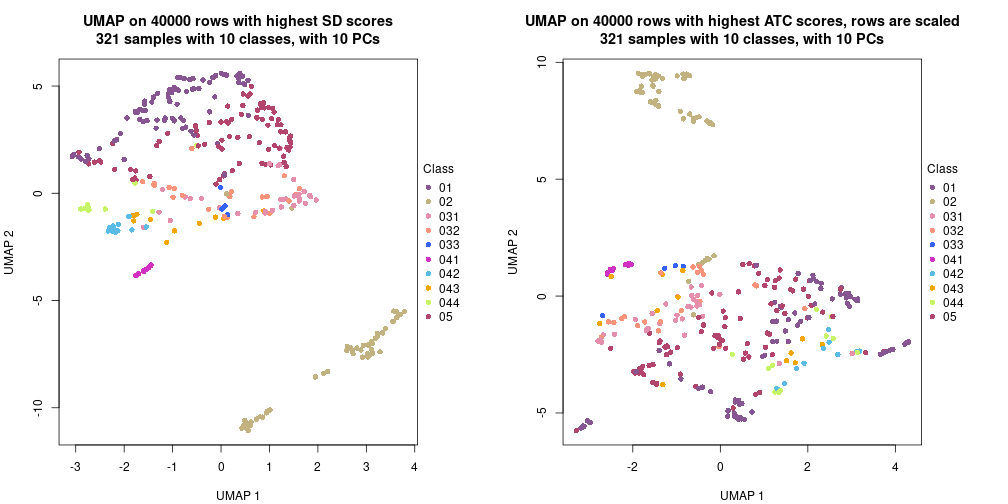 UMAP on 40000 rows with highest SD scores
321 samples with 10 classes, with 10 PCs
5
0
-5
-10
UMAP 2
-3 -2 -1 0 1 2 3 4
UMAP 1
Class
01
02
031
032
033
041
042
043
044
05
UMAP on 40000 rows with highest ATC scores, rows are scaled
321 samples with 10 classes, with 10 PCs
10
5
0
-5
UMAP 2
-2 0 2 4
UMAP 1
Class
01
02
031
032
033
041
042
043
044
05